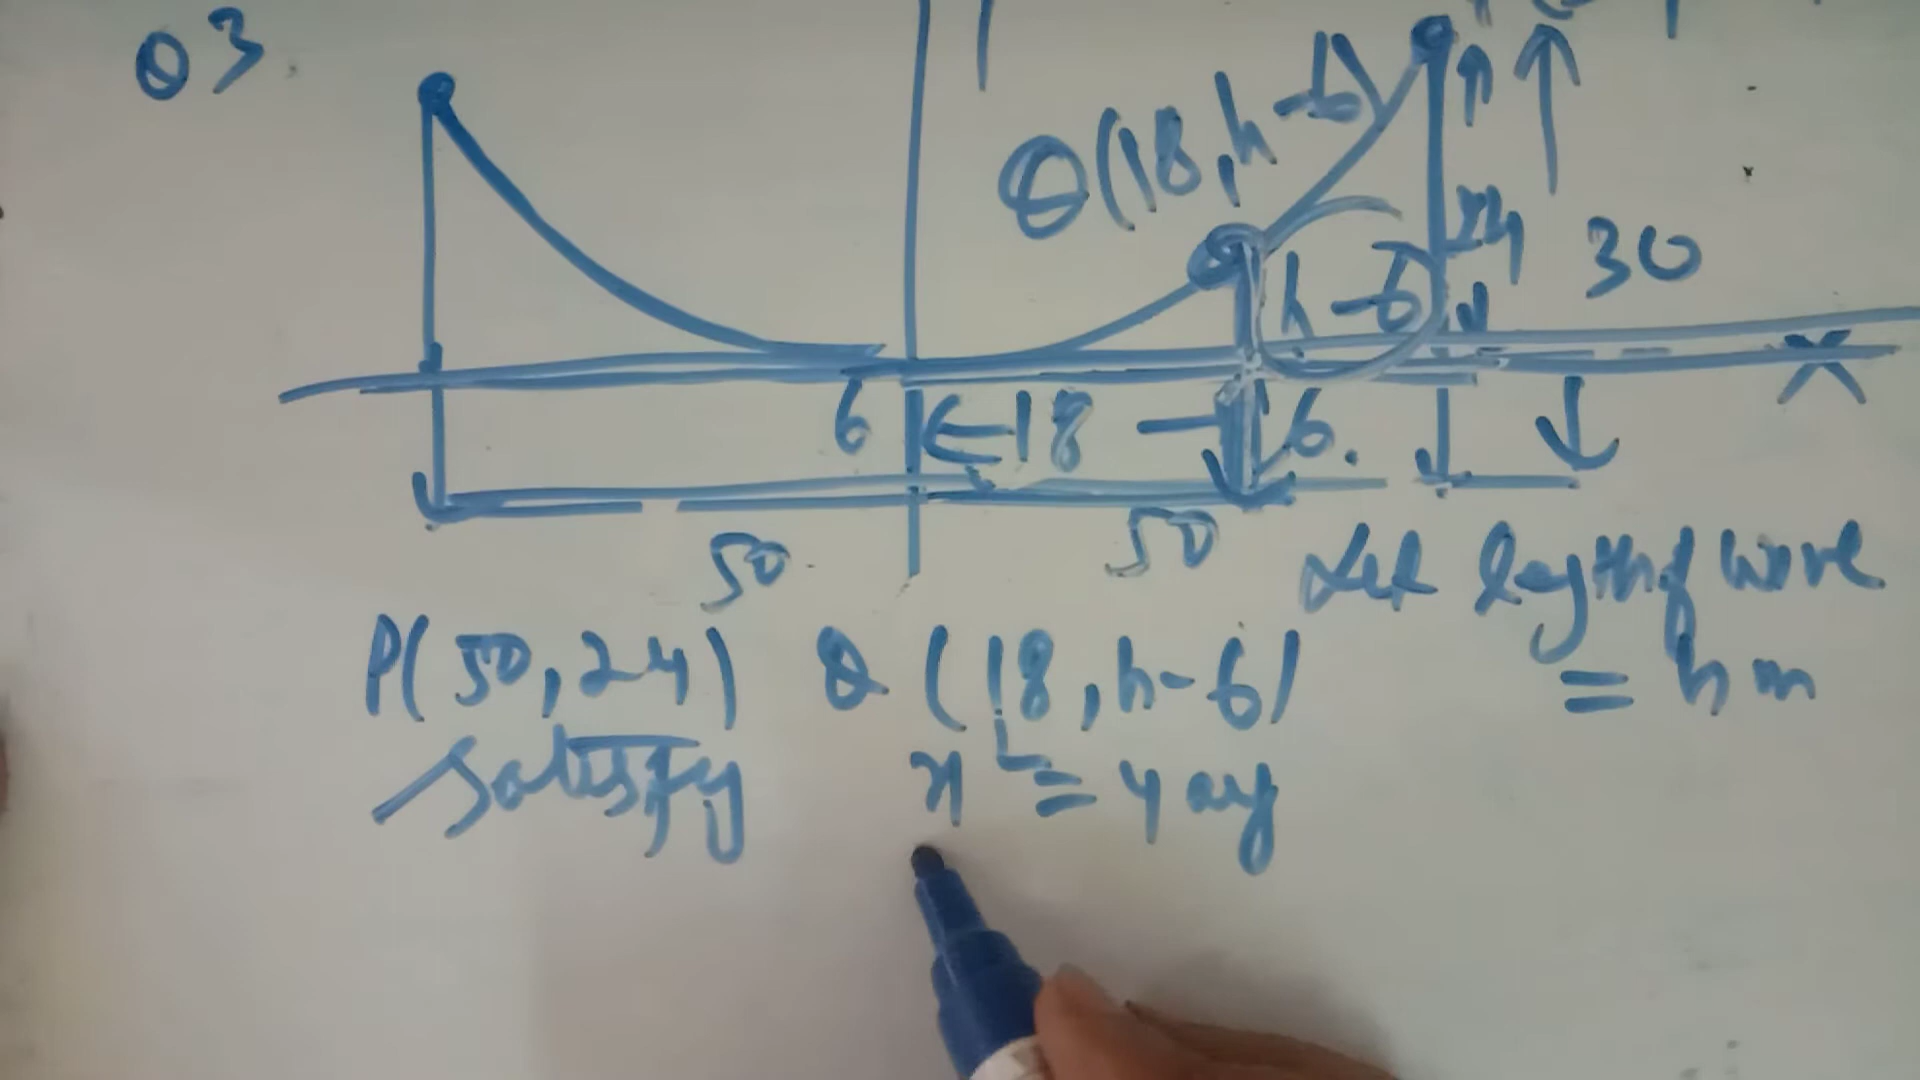 Q3
Q(18, h-6)
24
30
h-6
X
6
←18 -
6.
50
50
Let length of wire
= h m
P(50, 24) Q (18, h-6)
satisfy x² = 4ay